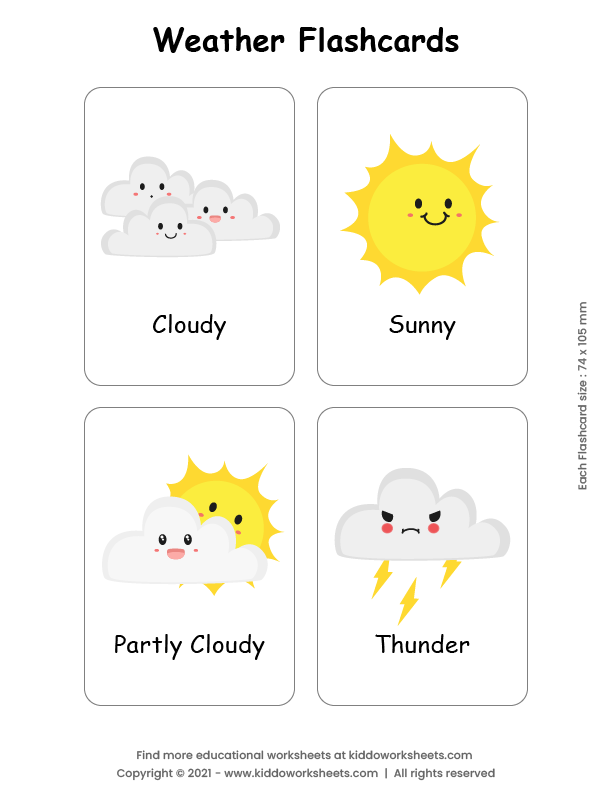 Weather Flashcards
Cloudy
Sunny
Each Flashcard size : 74 x 105 mm
Partly Cloudy
Thunder
Find more educational worksheets at kiddoworksheets.com
Copyright © 2021 - www.kiddoworksheets.com | All rights reserved